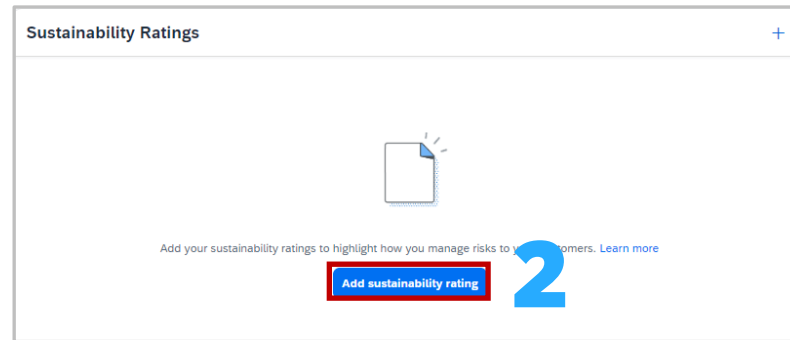 Sustainability Ratings +
Add your sustainability ratings to highlight how you manage risks to Learn more
Add sustainability rating
2